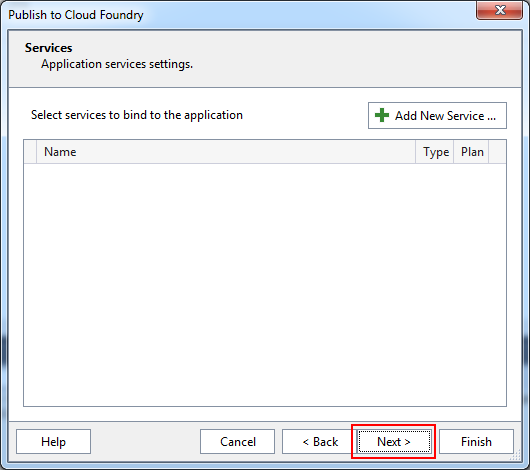 Publish to Cloud Foundry
Services
Application services settings.
Select services to bind to the application
Add New Service ...
Name Type Plan
Help Cancel < Back Next > Finish